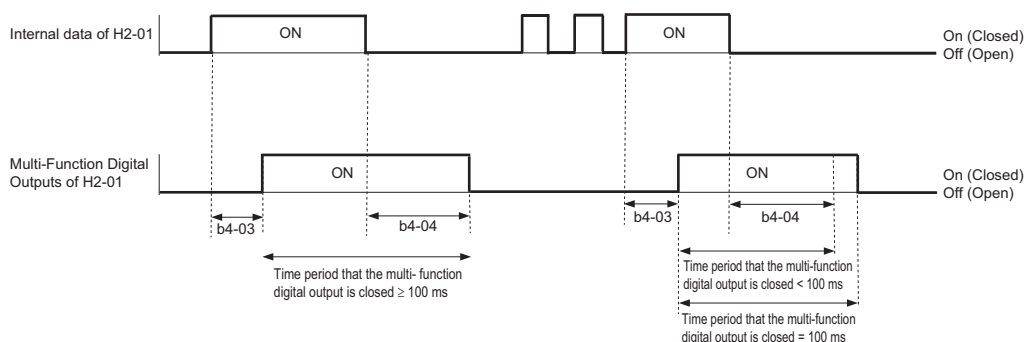 Internal data of H2-01
ON
ON
On (Closed)
Off (Open)
Multi-Function Digital
Outputs of H2-01
ON
ON
On (Closed)
Off (Open)
b4-03
b4-04
b4-03
b4-04
Time period that the multi- function
digital output is closed ≥ 100 ms
Time period that the multi-function
digital output is closed < 100 ms
Time period that the multi-function
digital output is closed = 100 ms